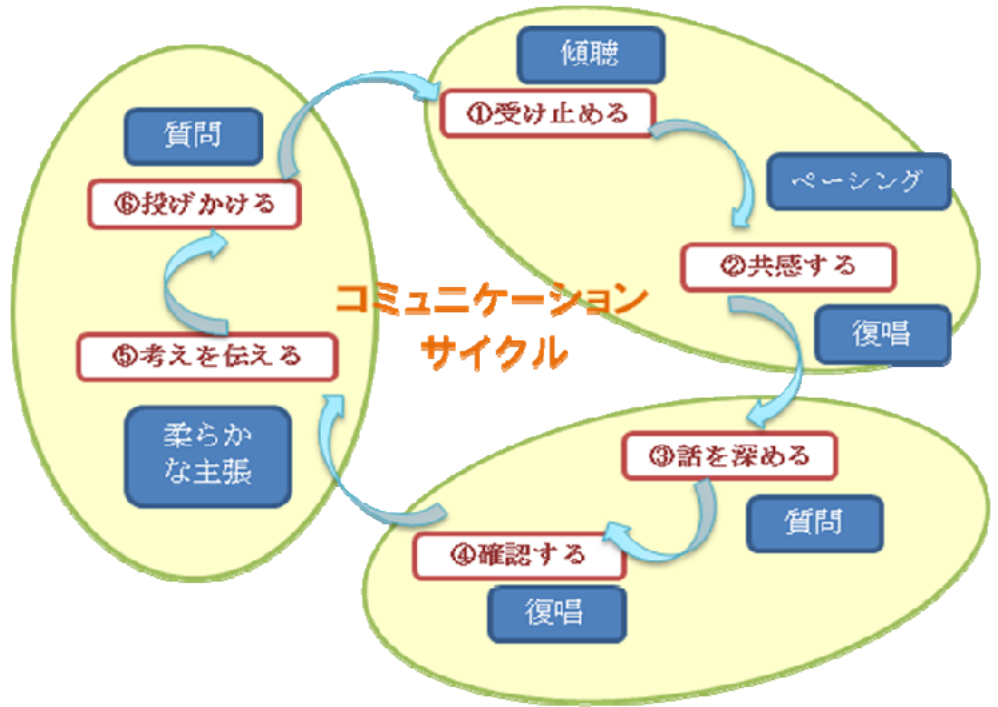 傾聴
①受け止める
ペーシング
②共感する
復唱
③話を深める
質問
④確認する
復唱
柔らか
な主張
⑤考えを伝える
⑥投げかける
質問
コミュニケーション
サイクル